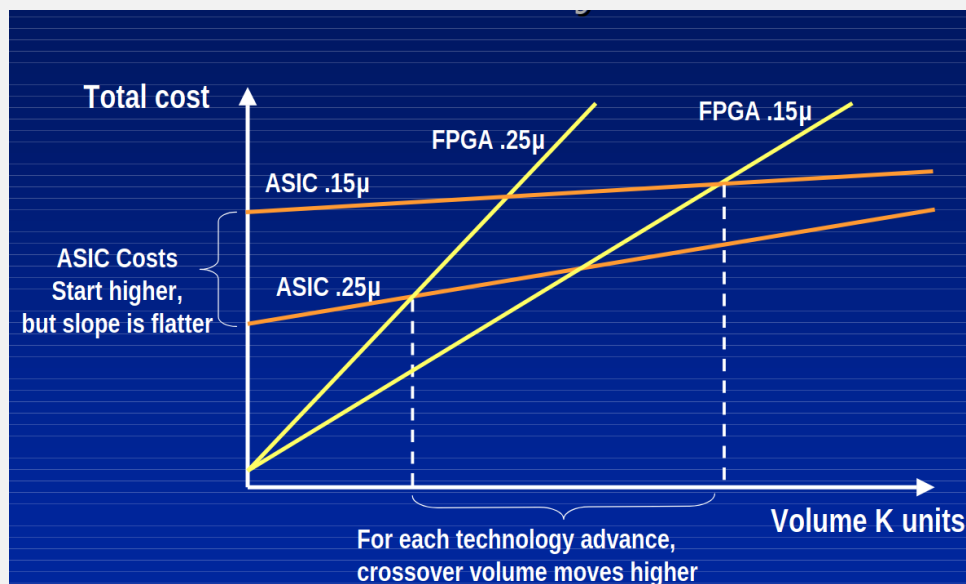 Total cost
FPGA .25µ
FPGA .15µ
ASIC .15µ
ASIC Costs
Start higher,
but slope is flatter
ASIC .25µ
Volume K units
For each technology advance,
crossover volume moves higher